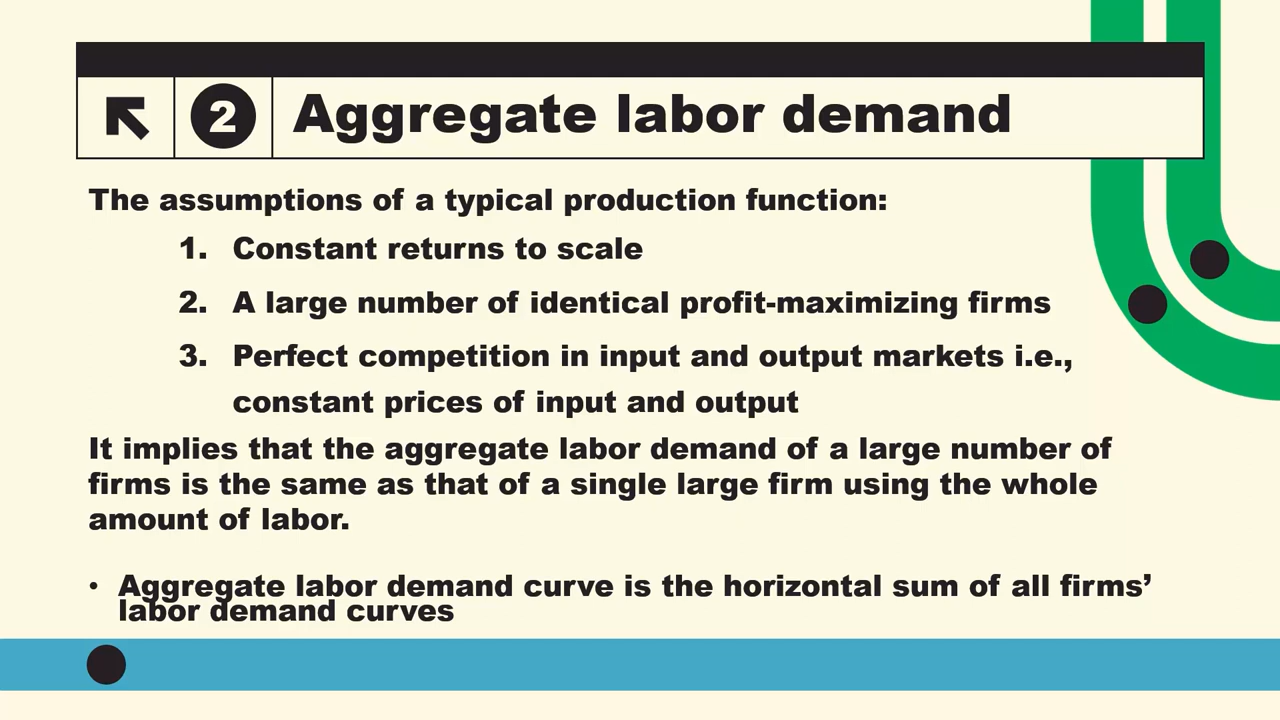 2 Aggregate labor demand
The assumptions of a typical production function:
1. Constant returns to scale
2. A large number of identical profit-maximizing firms
3. Perfect competition in input and output markets i.e.,
constant prices of input and output
It implies that the aggregate labor demand of a large number of
firms is the same as that of a single large firm using the whole
amount of labor.
• Aggregate labor demand curve is the horizontal sum of all firms’
labor demand curves